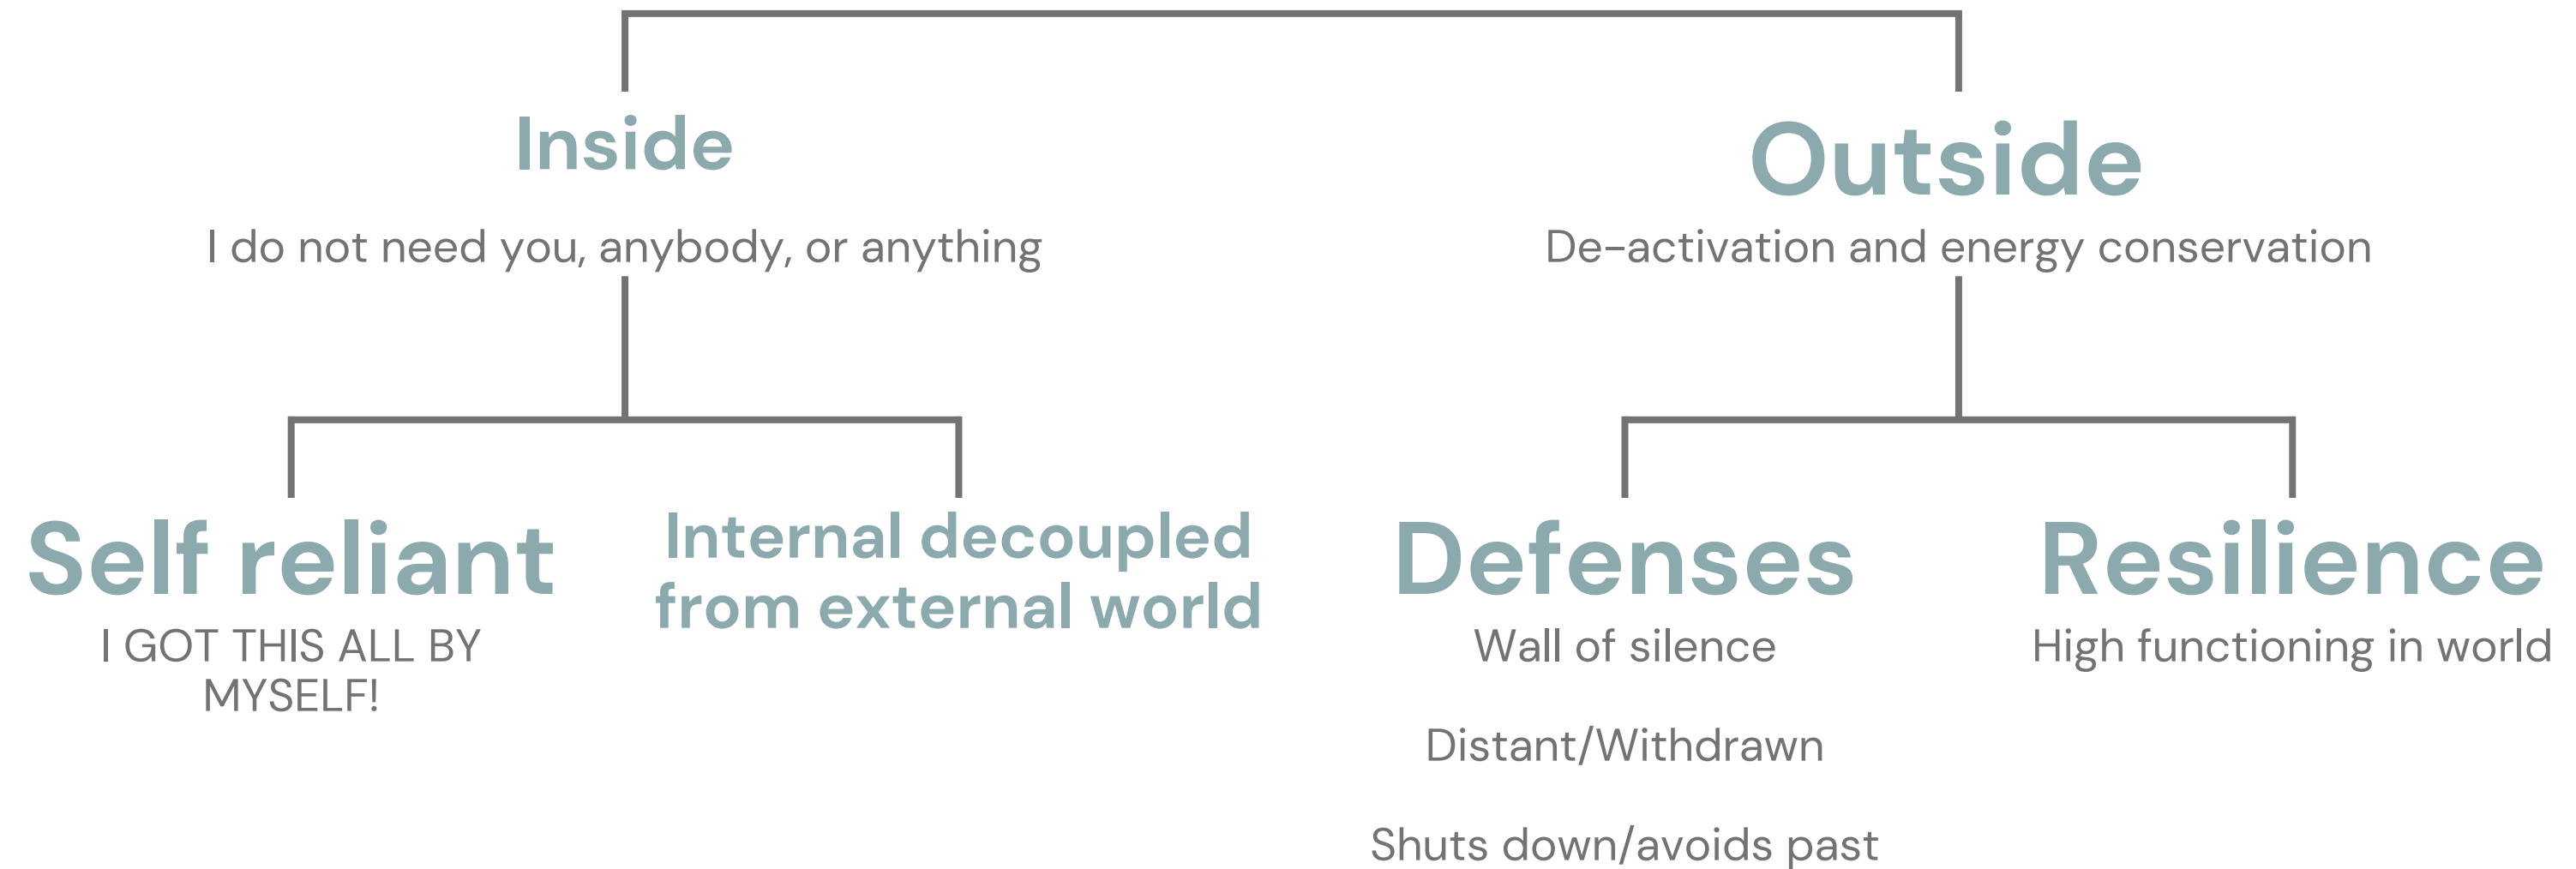 Inside
I do not need you, anybody, or anything
Outside
De-activation and energy conservation
Self reliant
I GOT THIS ALL BY
MYSELF!
Internal decoupled
from external world
Defenses
Wall of silence
Distant/Withdrawn
Shuts down/avoids past
Resilience
High functioning in world